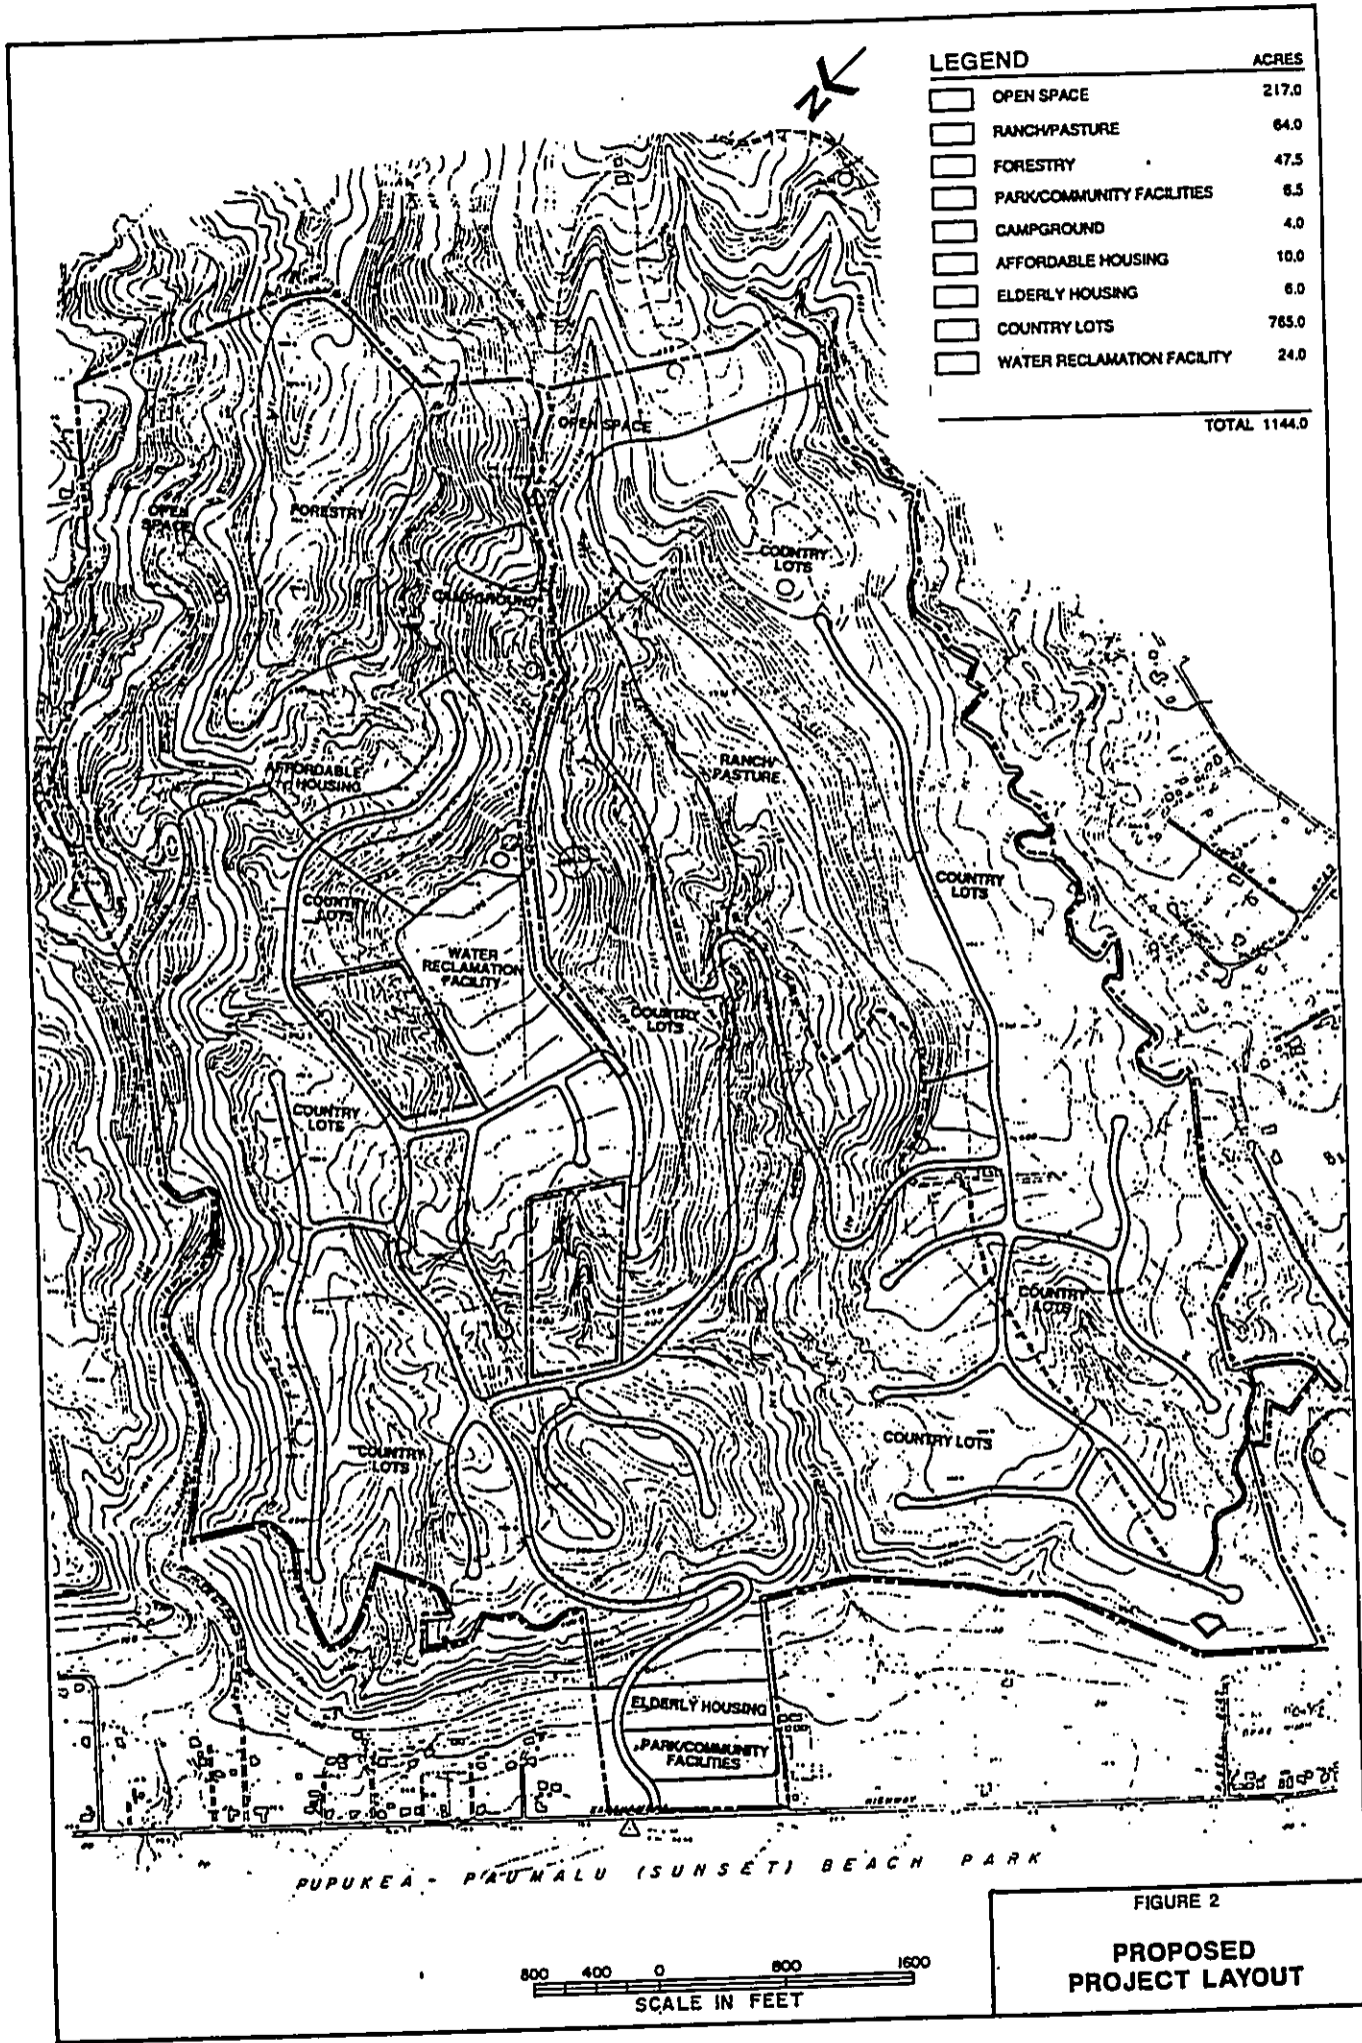 N
LEGEND ACRES
OPEN SPACE 217.0
RANCH/PASTURE 64.0
FORESTRY 47.5
PARK/COMMUNITY FACILITIES 6.5
CAMPGROUND 4.0
AFFORDABLE HOUSING 10.0
ELDERLY HOUSING 6.0
COUNTRY LOTS 765.0
WATER RECLAMATION FACILITY 24.0
TOTAL 1144.0
OPEN SPACE
OPEN
SPACE
FORESTRY
COUNTRY
LOTS
CAMPGROUND
RANCH/
PASTURE
AFFORDABLE
HOUSING
COUNTRY
LOTS
COUNTRY
LOTS
WATER
RECLAMATION
FACILITY
COUNTRY
LOTS
COUNTRY
LOTS
COUNTRY
LOTS
COUNTRY LOTS
COUNTRY
LOTS
ELDERLY HOUSING
PARK/COMMUNITY
FACILITIES
HIGHWAY
PUPUKEA - PAUMALU (SUNSET) BEACH PARK
800 400 0 800 1600
SCALE IN FEET
FIGURE 2
PROPOSED
PROJECT LAYOUT